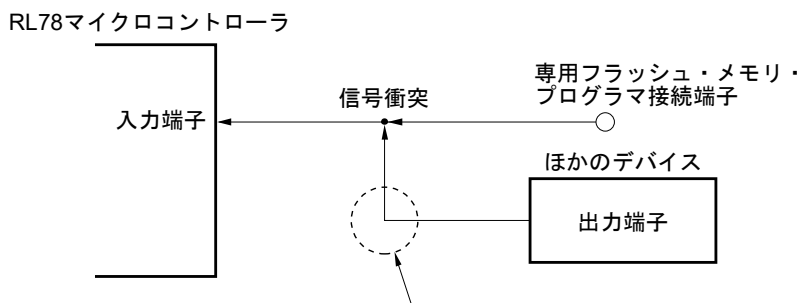 RL78マイクロコントローラ
専用フラッシュ・メモリ・
プログラマ接続端子
信号衝突
入力端子
ほかのデバイス
出力端子